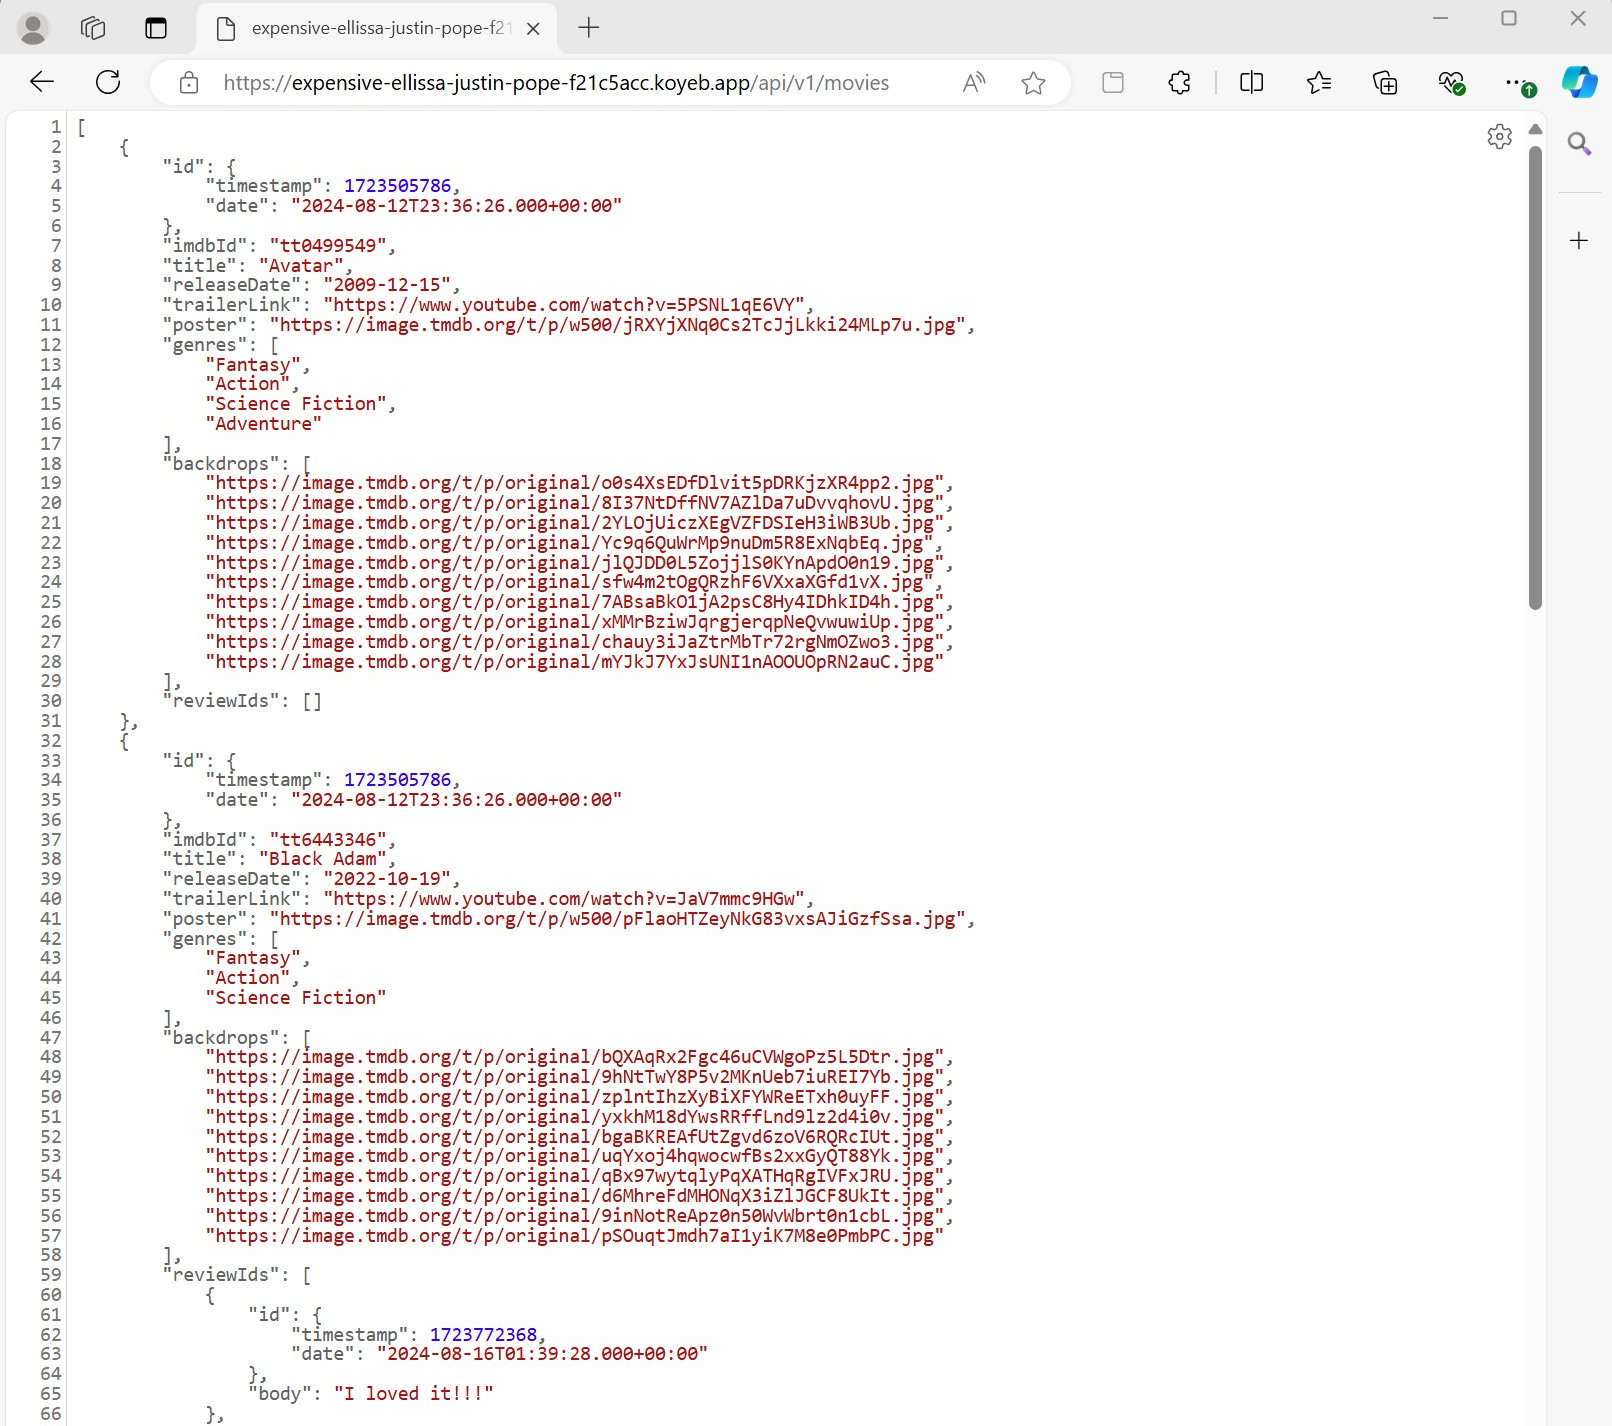 expensive-ellissa-justin-pope-f21
https://expensive-ellissa-justin-pope-f21c5acc.koyeb.app/api/v1/movies
1 [
2 {
3 "id": {
4 "timestamp": 1723505786,
5 "date": "2024-08-12T23:36:26.000+00:00"
6 },
7 "imdbId": "tt0499549",
8 "title": "Avatar",
9 "releaseDate": "2009-12-15",
10 "trailerLink": "https://www.youtube.com/watch?v=5PSNL1qE6VY",
11 "poster": "https://image.tmdb.org/t/p/w500/jRXYjXNq0Cs2TcJjLkki24MLp7u.jpg",
12 "genres": [
13 "Fantasy",
14 "Action",
15 "Science Fiction",
16 "Adventure"
17 ],
18 "backdrops": [
19 "https://image.tmdb.org/t/p/original/o0s4XsEDfDlvit5pDRKjzXR4pp2.jpg",
20 "https://image.tmdb.org/t/p/original/8I37NtDffNV7AZlDa7uDvvqhovU.jpg",
21 "https://image.tmdb.org/t/p/original/2YLOjUiczXEgVZFDSIeH3iWB3Ub.jpg",
22 "https://image.tmdb.org/t/p/original/Yc9q6QuWrMp9nuDm5R8ExNqbEq.jpg",
23 "https://image.tmdb.org/t/p/original/jlQJDD0L5ZojjlS0KYnApdO0n19.jpg",
24 "https://image.tmdb.org/t/p/original/sfw4m2tOgQRzhF6VXxaXGfd1vX.jpg",
25 "https://image.tmdb.org/t/p/original/7ABsaBkO1jA2psC8Hy4IDhkID4h.jpg",
26 "https://image.tmdb.org/t/p/original/xMMrBziwJqrgjerqpNeQvwuwiUp.jpg",
27 "https://image.tmdb.org/t/p/original/chauy3iJaZtrMbTr72rgNmOZwo3.jpg",
28 "https://image.tmdb.org/t/p/original/mYJkJ7YxJsUNI1nAOOUOpRN2auC.jpg"
29 ],
30 "reviewIds": []
31 },
32 {
33 "id": {
34 "timestamp": 1723505786,
35 "date": "2024-08-12T23:36:26.000+00:00"
36 },
37 "imdbId": "tt6443346",
38 "title": "Black Adam",
39 "releaseDate": "2022-10-19",
40 "trailerLink": "https://www.youtube.com/watch?v=JaV7mmc9HGw",
41 "poster": "https://image.tmdb.org/t/p/w500/pFlaoHTZeyNkG83vxsAJiGzfSsa.jpg",
42 "genres": [
43 "Fantasy",
44 "Action",
45 "Science Fiction"
46 ],
47 "backdrops": [
48 "https://image.tmdb.org/t/p/original/bQXAqRx2Fgc46uCVWgoPz5L5Dtr.jpg",
49 "https://image.tmdb.org/t/p/original/9hNtTwY8P5v2MKnUeb7iuREI7Yb.jpg",
50 "https://image.tmdb.org/t/p/original/zplntIhzXyBiXFYWReETxh0uyFF.jpg",
51 "https://image.tmdb.org/t/p/original/yxkhM18dYwsRRffLnd9lz2d4i0v.jpg",
52 "https://image.tmdb.org/t/p/original/bgaBKREAfUtZgvd6zoV6RQRcIUt.jpg",
53 "https://image.tmdb.org/t/p/original/uqYxoj4hqwocwfBs2xxGyQT88Yk.jpg",
54 "https://image.tmdb.org/t/p/original/qBx97wytqlyPqXATHqRgIVFxJRU.jpg",
55 "https://image.tmdb.org/t/p/original/d6MhreFdMHONqX3iZlJGCF8UkIt.jpg",
56 "https://image.tmdb.org/t/p/original/9inNotReApz0n50WvWbrt0n1cbL.jpg",
57 "https://image.tmdb.org/t/p/original/pSOuqtJmdh7aI1yiK7M8e0PmbPC.jpg"
58 ],
59 "reviewIds": [
60 {
61 "id": {
62 "timestamp": 1723772368,
63 "date": "2024-08-16T01:39:28.000+00:00"
64 },
65 "body": "I loved it!!!"
66 },